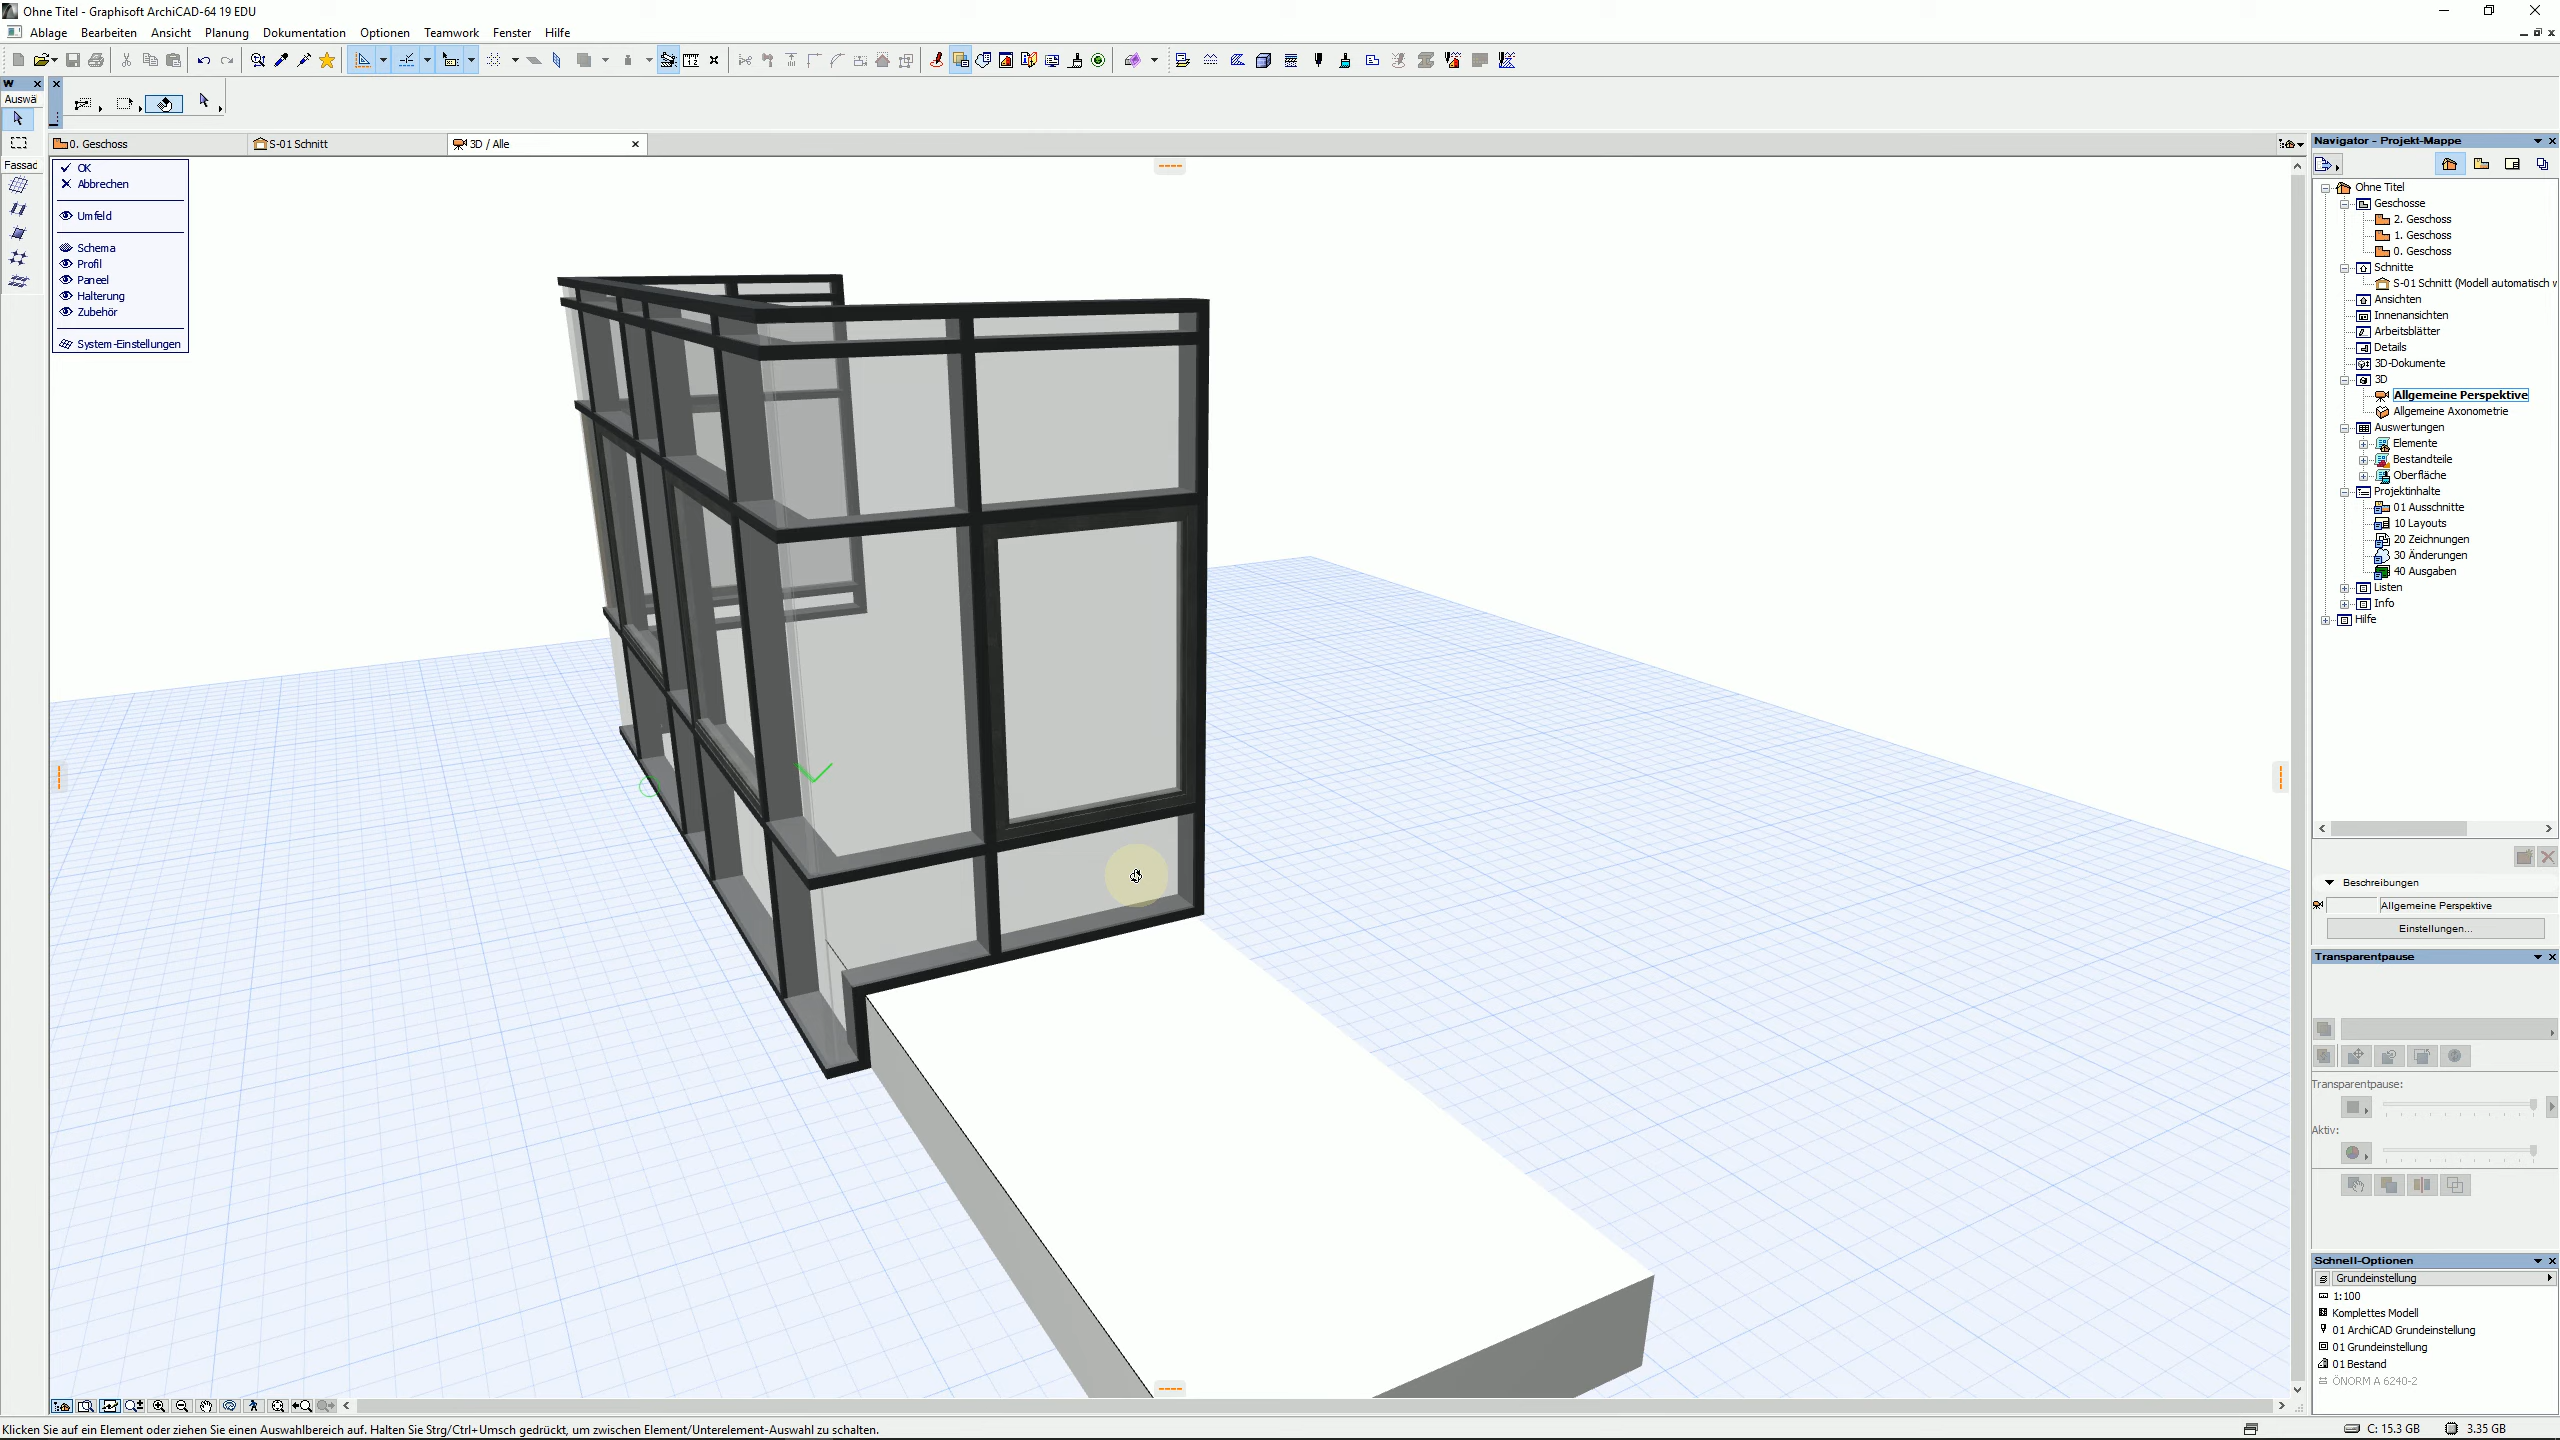 Ohne Titel - Graphisoft ArchiCAD-64 19 EDU
Ablage Bearbeiten Ansicht Planung Optionen Dokumentation Teamwork Fenster Hilfe
W
Auswä
Fassad
0. Geschoss
S-01 Schnitt
3D / Alle
OK
Abbrechen
Umfeld
Schema
Profil
Paneel
Halterung
Zubehör
System-Einstellungen
Navigator - Projekt-Mappe
Ohne Titel
Geschosse
2. Geschoss
1. Geschoss
0. Geschoss
Schnitte
S-01 Schnitt (Modell automatisch w
Ansichten
Innenansichten
Arbeitsblätter
Details
3D-Dokumente
3D
Allgemeine Perspektive
Allgemeine Axonometrie
Auswertungen
Elemente
Bestandteile
Oberfläche
Projektinhalte
01 Ausschnitte
10 Layouts
20 Zeichnungen
30 Änderungen
40 Ausgaben
Listen
Info
Hilfe
Beschreibungen
Allgemeine Perspektive
Einstellungen...
Transparentpause
Transparentpause:
Aktiv:
Schnell-Optionen
Grundeinstellung
1:100
Komplettes Modell
01 ArchiCAD Grundeinstellung
01 Grundeinstellung
01 Bestand
ÖNORM A 6240-2
Klicken Sie auf ein Element oder ziehen Sie einen Auswahlbereich auf. Halten Sie Strg/Ctrl+Umsch gedrückt, um zwischen Element/Unterelement-Auswahl zu schalten.
C: 15.3 GB
3.35 GB